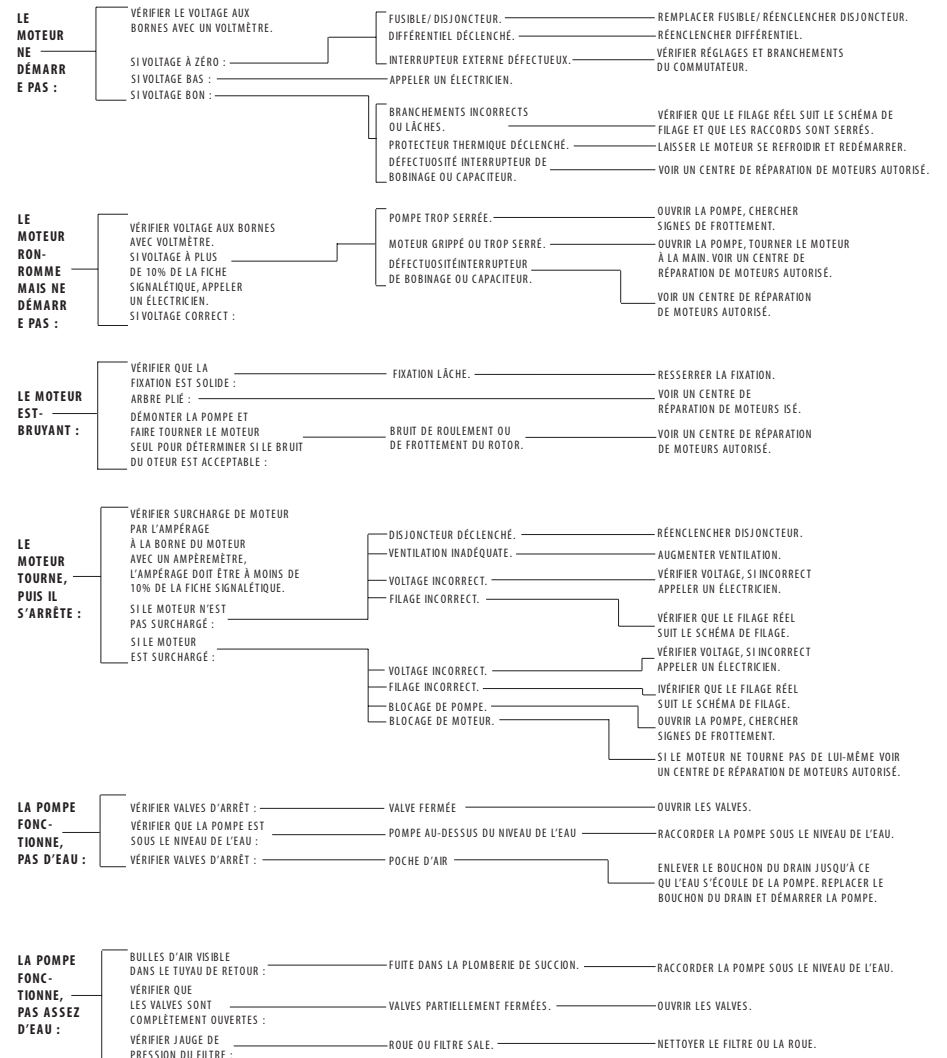 LE
MOTEUR
NE
DÉMARR
E PAS :
VÉRIFIER LE VOLTAGE AUX
BORNES AVEC UN VOLTMÈTRE.
SI VOLTAGE À ZÉRO :
SI VOLTAGE BAS :
SI VOLTAGE BON :
FUSIBLE/ DISJONCTEUR.
DIFFÉRENTIEL DÉCLENCHÉ.
INTERRUPTEUR EXTERNE DÉFECTUEUX.
APPELER UN ÉLECTRICIEN.
BRANCHEMENTS INCORRECTS
OU LÂCHES.
PROTECTEUR THERMIQUE DÉCLENCHÉ.
DÉFECTUOSITÉ INTERRUPTEUR DE
BOBINAGE OU CAPACITEUR.
REMPLACER FUSIBLE/ RÉENCLENCHER DISJONCTEUR.
RÉENCLENCHER DIFFÉRENTIEL.
VÉRIFIER RÉGLAGES ET BRANCHEMENTS
DU COMMUTATEUR.
VÉRIFIER QUE LE FILAGE RÉEL SUIT LE SCHÉMA DE
FILAGE ET QUE LES RACCORDS SONT SERRÉS.
LAISSER LE MOTEUR SE REFROIDIR ET REDÉMARRER.
VOIR UN CENTRE DE RÉPARATION DE MOTEURS AUTORISÉ.
LE
MOTEUR
RON-
ROMME
MAIS NE
DÉMARR
E PAS :
VÉRIFIER VOLTAGE AUX BORNES
AVEC VOLTMÈTRE.
SI VOLTAGE À PLUS
DE 10% DE LA FICHE
SIGNALÉTIQUE, APPELER
UN ÉLECTRICIEN.
SI VOLTAGE CORRECT :
POMPE TROP SERRÉE.
MOTEUR GRIPPÉ OU TROP SERRÉ.
DÉFECTUOSITÉINTERRUPTEUR
DE BOBINAGE OU CAPACITEUR.
OUVRIR LA POMPE, CHERCHER
SIGNES DE FROTTEMENT.
OUVRIR LA POMPE, TOURNER LE MOTEUR
À LA MAIN. VOIR UN CENTRE DE
RÉPARATION DE MOTEURS AUTORISÉ.
VOIR UN CENTRE DE RÉPARATION
DE MOTEURS AUTORISÉ.
LE MOTEUR
EST-
BRUYANT :
VÉRIFIER QUE LA
FIXATION EST SOLIDE :
ARBRE PLIÉ :
DÉMONTER LA POMPE ET
FAIRE TOURNER LE MOTEUR
SEUL POUR DÉTERMINER SI LE BRUIT
DU OTEUR EST ACCEPTABLE :
FIXATION LÂCHE.
BRUIT DE ROULEMENT OU
DE FROTTEMENT DU ROTOR.
RESSERRER LA FIXATION.
VOIR UN CENTRE DE
RÉPARATION DE MOTEURS ISÉ.
VOIR UN CENTRE DE RÉPARATION
DE MOTEURS AUTORISÉ.
LE
MOTEUR
TOURNE,
PUIS IL
S'ARRÊTE :
VÉRIFIER SURCHARGE DE MOTEUR
PAR L'AMPÉRAGE
À LA BORNE DU MOTEUR
AVEC UN AMPÈREMÈTRE,
L'AMPÉRAGE DOIT ÊTRE À MOINS DE
10% DE LA FICHE SIGNALÉTIQUE.
SI LE MOTEUR N'EST
PAS SURCHARGÉ :
SI LE MOTEUR
EST SURCHARGÉ :
DISJONCTEUR DÉCLENCHÉ.
VENTILATION INADÉQUATE.
VOLTAGE INCORRECT.
FILAGE INCORRECT.
VOLTAGE INCORRECT.
FILAGE INCORRECT.
BLOCAGE DE POMPE.
BLOCAGE DE MOTEUR.
RÉENCLENCHER DISJONCTEUR.
AUGMENTER VENTILATION.
VÉRIFIER VOLTAGE, SI INCORRECT
APPELER UN ÉLECTRICIEN.
VÉRIFIER QUE LE FILAGE RÉEL
SUIT LE SCHÉMA DE FILAGE.
VÉRIFIER VOLTAGE, SI INCORRECT
APPELER UN ÉLECTRICIEN.
IVÉRIFIER QUE LE FILAGE RÉEL
SUIT LE SCHÉMA DE FILAGE.
OUVRIR LA POMPE, CHERCHER
SIGNES DE FROTTEMENT.
SI LE MOTEUR NE TOURNE PAS DE LUI-MÊME VOIR
UN CENTRE DE RÉPARATION DE MOTEURS AUTORISÉ.
LA POMPE
FONC-
TIONNE,
PAS D'EAU :
VÉRIFIER VALVES D'ARRÊT :
VÉRIFIER QUE LA POMPE EST
SOUS LE NIVEAU DE L'EAU :
VÉRIFIER VALVES D'ARRÊT :
VALVE FERMÉE
POMPE AU-DESSUS DU NIVEAU DE L'EAU
POCHE D'AIR
OUVRIR LES VALVES.
RACCORDER LA POMPE SOUS LE NIVEAU DE L'EAU.
ENLEVER LE BOUCHON DU DRAIN JUSQU'À CE
QU L'EAU S'ÉCOULE DE LA POMPE. REPLACER LE
BOUCHON DU DRAIN ET DÉMARRER LA POMPE.
LA POMPE
FONC-
TIONNE,
PAS ASSEZ
D'EAU :
BULLES D'AIR VISIBLE
DANS LE TUYAU DE RETOUR :
VÉRIFIER QUE
LES VALVES SONT
COMPLÈTEMENT OUVERTES :
VÉRIFIER JAUGE DE
PRESSION DU FILTRE :
FUITE DANS LA PLOMBERIE DE SUCCION.
VALVES PARTIELLEMENT FERMÉES.
ROUE OU FILTRE SALE.
RACCORDER LA POMPE SOUS LE NIVEAU DE L'EAU.
OUVRIR LES VALVES.
NETTOYER LE FILTRE OU LA ROUE.